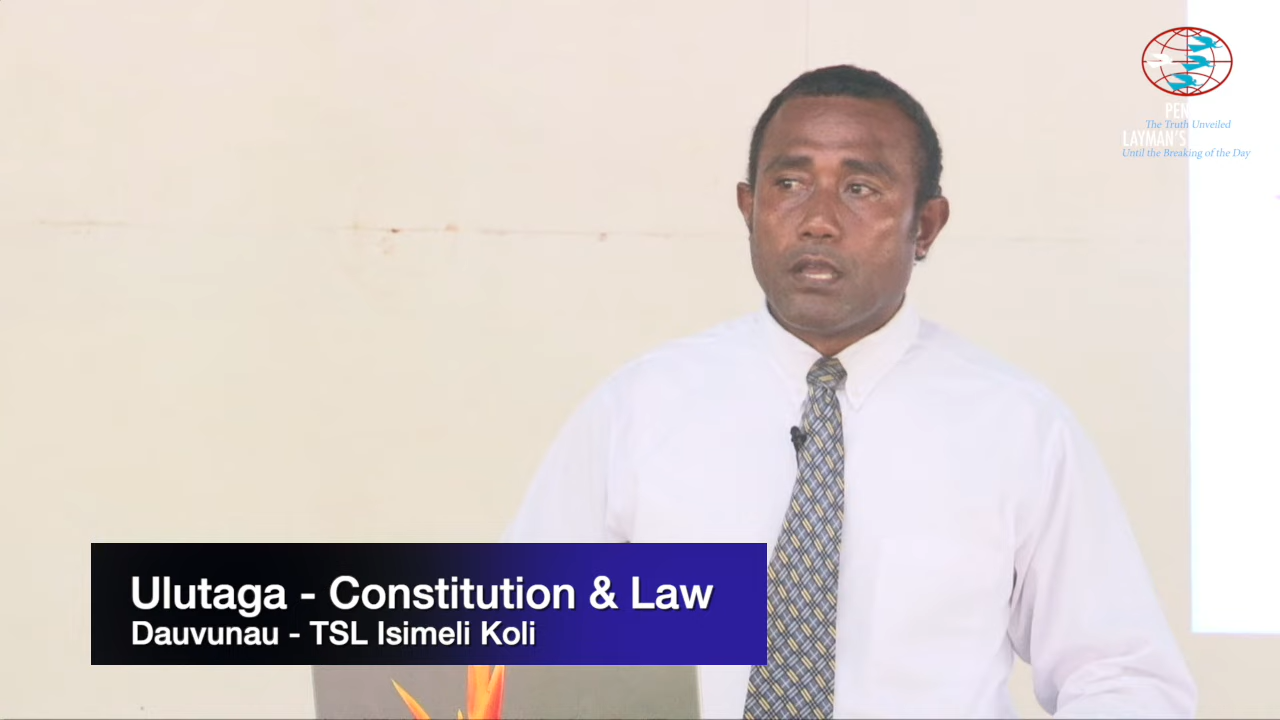 PEN
The Truth Unveiled
LAYMAN'S
Until the Breaking of the Day
Ulutaga - Constitution & Law
Dauvunau - TSL Isimeli Koli